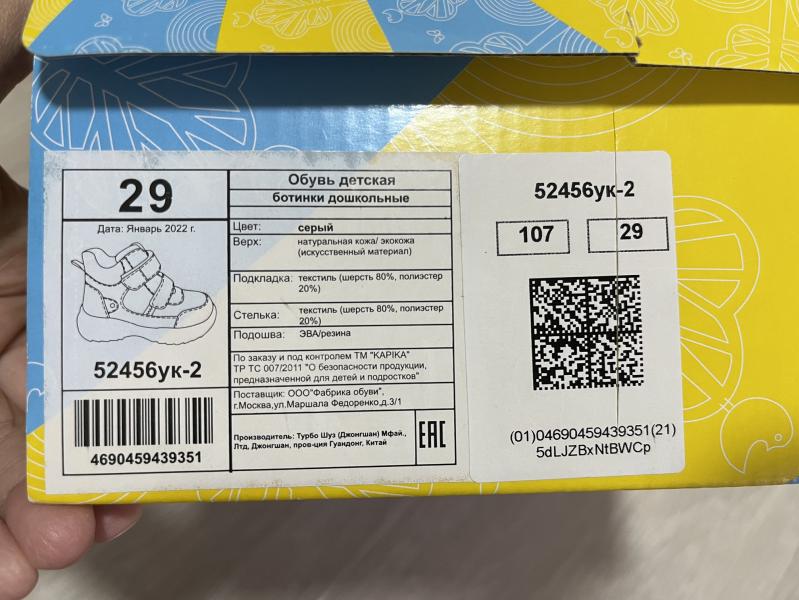 29
Дата: Январь 2022 г.
52456ук-2
4690459439351
Обувь детская
ботинки дошкольные
Цвет: серый
Верх: натуральная кожа/ экокожа
(искусственный материал)
Подкладка: текстиль (шерсть 80%, полиэстер
20%)
Стелька: текстиль (шерсть 80%, полиэстер
20%)
Подошва: ЭВА/резина
По заказу и под контролем ТМ "KAPIKA"
ТР ТС 007/2011 "О безопасности продукции,
предназначенной для детей и подростков"
Поставщик: ООО"Фабрика обуви",
г.Москва,ул.Маршала Федоренко,д.3/1
Производитель: Турбо Шуз (Джонгшан) Мфай.,
Лтд, Джонгшан, пров-ция Гуандонг, Китай
EAC
52456ук-2
107
29
(01)04690459439351(21)
5dLJZBxNtBWCp